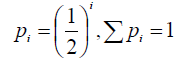 p_i = (1/2)^i, ∑ p_i = 1